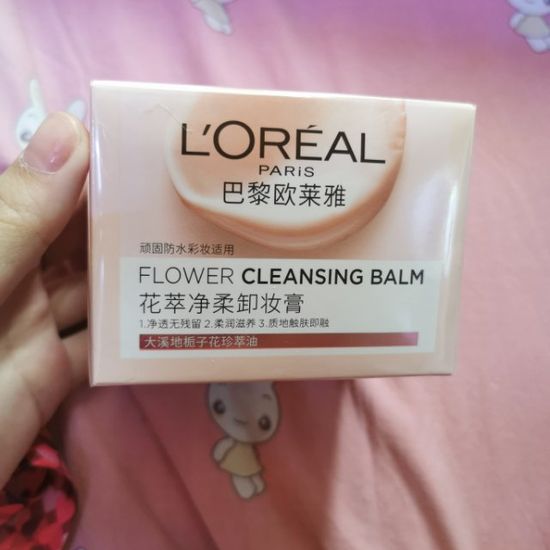 L'ORÉAL
PARiS
巴黎欧莱雅
顽固防水彩妆适用
FLOWER CLEANSING BALM
花萃净柔卸妆膏
1.净透无残留 2.柔润滋养 3.质地触肤即融
大溪地栀子花珍萃油